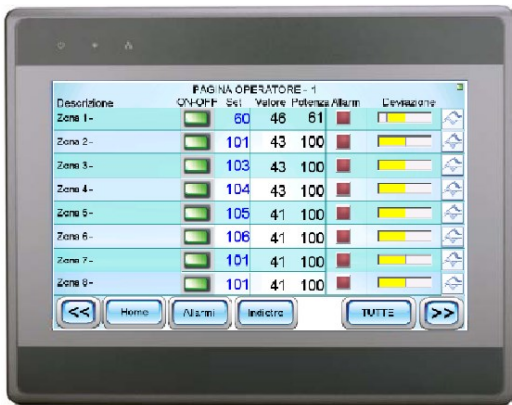 PAGINA OPERATORE - 1
Descrizione ON-OFF Set Valore Potenza Allarm Deviazione
Zona 1 - 60 46 61
Zona 2 - 101 43 100
Zona 3 - 103 43 100
Zona 4 - 104 43 100
Zona 5 - 105 41 100
Zona 6 - 106 41 100
Zona 7 - 101 41 100
Zona 8 - 101 41 100
<< Home Allarmi Indietro TUTTE >>